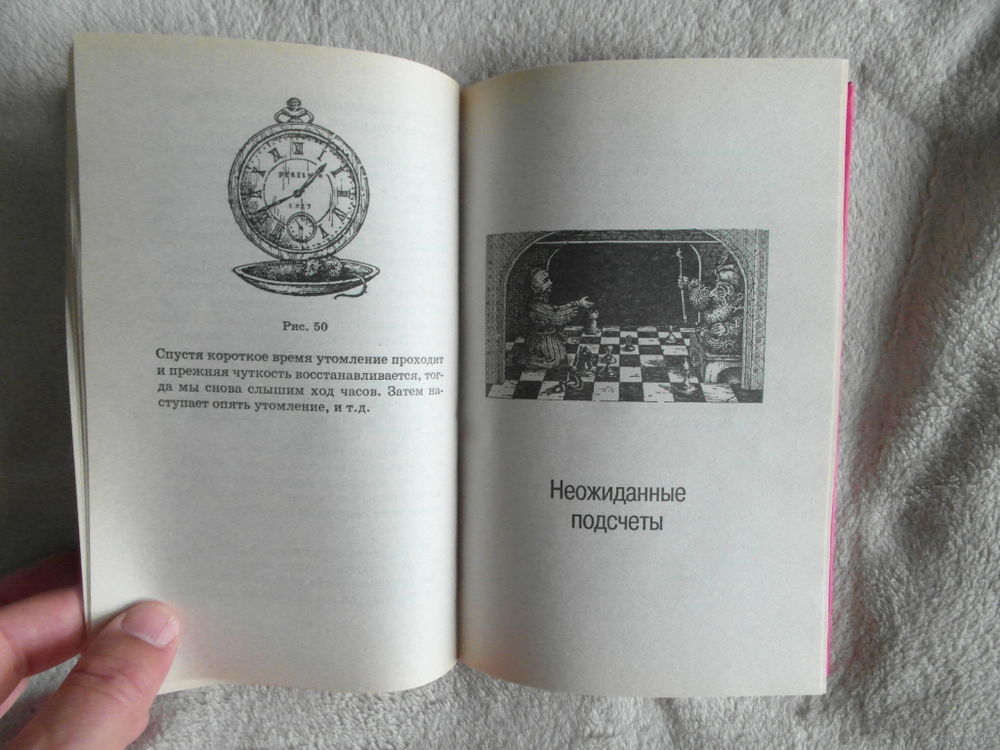 PERELMAN
Рис. 50
Спустя короткое время утомление проходит
и прежняя чуткость восстанавливается, тог-
да мы снова слышим ход часов. Затем на-
ступает опять утомление, и т.д.
Неожиданные
подсчеты